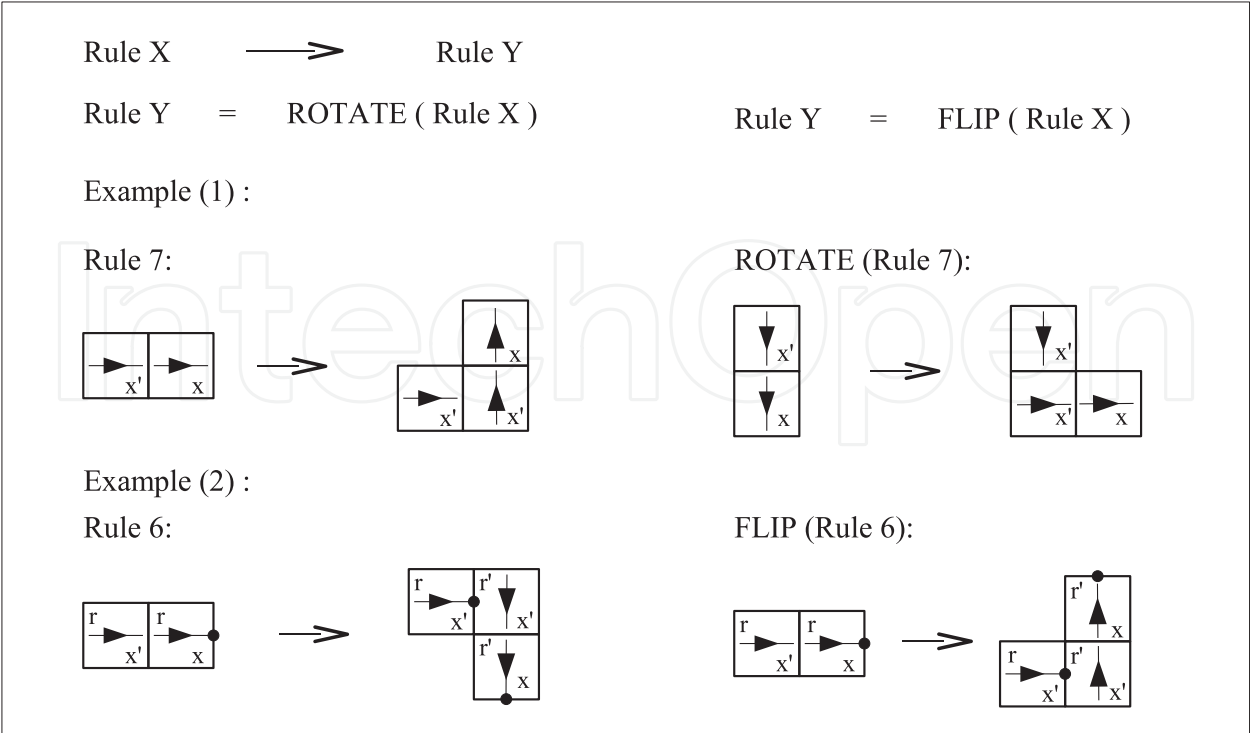 Rule X Rule Y
Rule Y = ROTATE ( Rule X )
Rule Y = FLIP ( Rule X )
Example (1) :
Rule 7:
ROTATE (Rule 7):
x
x' x
x' x'
x'
x
x'
x' x
Example (2) :
Rule 6:
FLIP (Rule 6):
r r
x' x
r r'
x' x'
r'
x
r r
x' x
r'
x
r r'
x' x'
IntechOpen